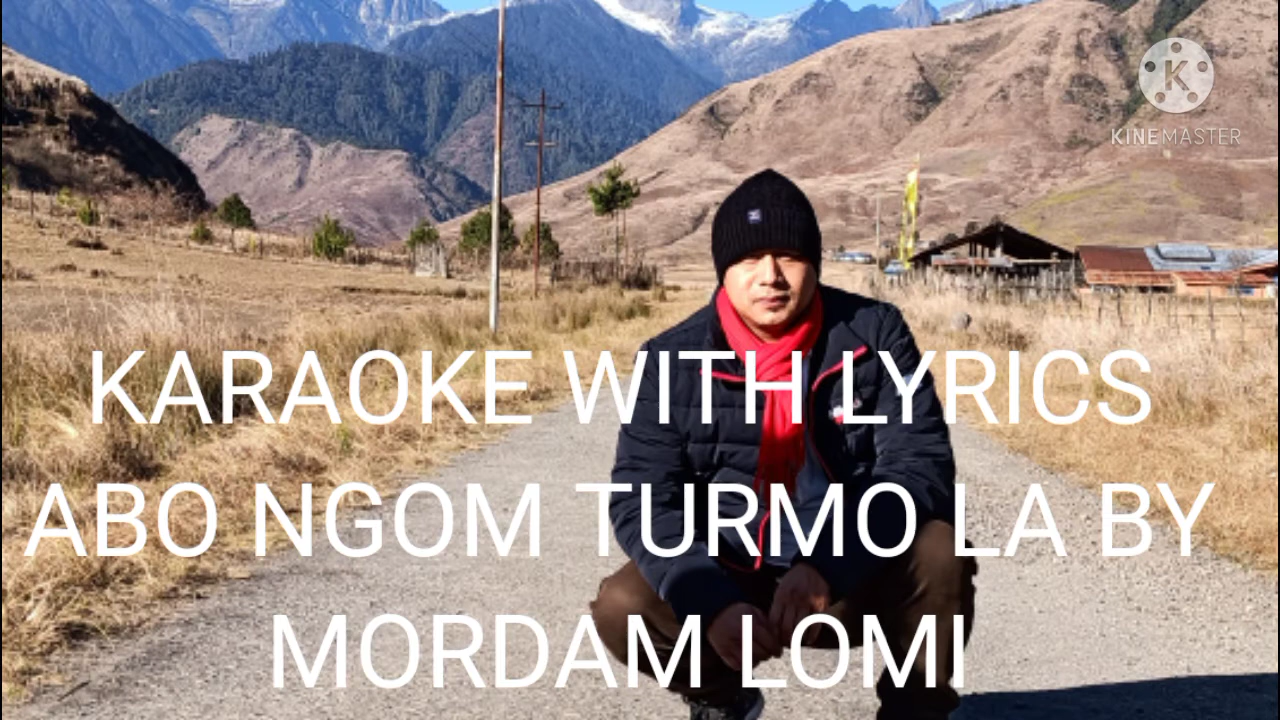 KINEMASTER
KARAOKE WITH LYRICS
ABO NGOM TURMO LA BY
MORDAM LOMI